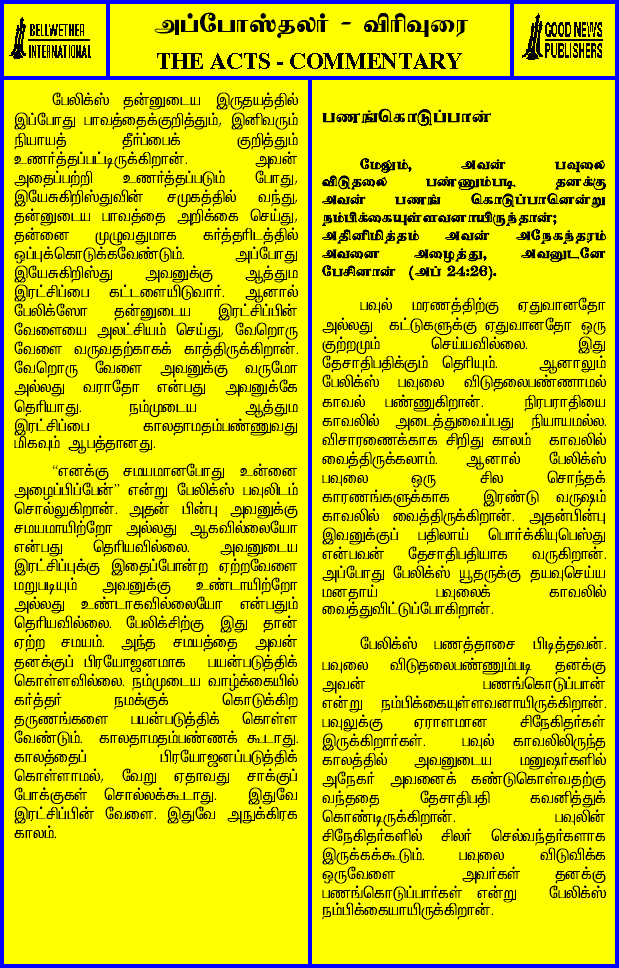 BELLWETHER
INTERNATIONAL
அப்போஸ்தலர் - விரிவுரை
THE ACTS - COMMENTARY
GOOD NEWS
PUBLISHERS
பேலிக்ஸ் தன்னுடைய இருதயத்தில்
இப்போது பாவத்தைக்குறித்தும், இனிவரும்
நியாயத் தீர்ப்பைக் குறித்தும்
உணர்த்தப்பட்டிருக்கிறான். அவன்
அதைப்பற்றி உணர்த்தப்படும் போது,
இயேசுகிறிஸ்துவின் சமுகத்தில் வந்து,
தன்னுடைய பாவத்தை அறிக்கை செய்து,
தன்னை முழுவதுமாக கர்த்தரிடத்தில்
ஒப்புக்கொடுக்கவேண்டும். அப்போது
இயேசுகிறிஸ்து அவனுக்கு ஆத்தும
இரட்சிப்பை கட்டளையிடுவார். ஆனால்
பேலிக்ஸோ தன்னுடைய இரட்சிப்பின்
வேளையை அலட்சியம் செய்து, வேறொரு
வேளை வருவதற்காகக் காத்திருக்கிறான்.
வேறொரு வேளை அவனுக்கு வருமோ
அல்லது வராதோ என்பது அவனுக்கே
தெரியாது. நம்முடைய ஆத்தும
இரட்சிப்பை காலதாமதம்பண்ணுவது
மிகவும் ஆபத்தானது.
“எனக்கு சமயமானபோது உன்னை
அழைப்பிப்பேன்” என்று பேலிக்ஸ் பவுலிடம்
சொல்லுகிறான். அதன் பின்பு அவனுக்கு
சமயமாயிற்றோ அல்லது ஆகவில்லையோ
என்பது தெரியவில்லை. அவனுடைய
இரட்சிப்புக்கு இதைப்போன்ற ஏற்றவேளை
மறுபடியும் அவனுக்கு உண்டாயிற்றோ
அல்லது உண்டாகவில்லையோ என்பதும்
தெரியவில்லை. பேலிக்சிற்கு இது தான்
ஏற்ற சமயம். அந்த சமயத்தை அவன்
தனக்குப் பிரயோஜனமாக பயன்படுத்திக்
கொள்ளவில்லை. நம்முடைய வாழ்க்கையில்
கர்த்தர் நமக்குக் கொடுக்கிற
தருணங்களை பயன்படுத்திக் கொள்ள
வேண்டும். காலதாமதம்பண்ணக் கூடாது.
காலத்தைப் பிரயோஜனப்படுத்திக்
கொள்ளாமல், வேறு ஏதாவது சாக்குப்
போக்குகள் சொல்லக்கூடாது. இதுவே
இரட்சிப்பின் வேளை. இதுவே அநுக்கிரக
காலம்.
பணங்கொடுப்பான்
மேலும், அவன் பவுலை
விடுதலை பண்ணும்படி, தனக்கு
அவன் பணங் கொடுப்பானென்று
நம்பிக்கையுள்ளவனாயிருந்தான்;
அதினிமித்தம் அவன் அநேகந்தரம்
அவனை அழைத்து, அவனுடனே
பேசினான் (அப் 24:26).
பவுல் மரணத்திற்கு ஏதுவானதோ
அல்லது கட்டுகளுக்கு ஏதுவானதோ ஒரு
குற்றமும் செய்யவில்லை. இது
தேசாதிபதிக்கும் தெரியும். ஆனாலும்
பேலிக்ஸ் பவுலை விடுதலைபண்ணாமல்
காவல் பண்ணுகிறான். நிரபராதியை
காவலில் அடைத்துவைப்பது நியாயமல்ல.
விசாரணைக்காக சிறிது காலம் காவலில்
வைத்திருக்கலாம். ஆனால் பேலிக்ஸ்
பவுலை ஒரு சில சொந்தக்
காரணங்களுக்காக இரண்டு வருஷம்
காவலில் வைத்திருக்கிறான். அதன்பின்பு
இவனுக்குப் பதிலாய் பொர்க்கியுபெஸ்து
என்பவன் தேசாதிபதியாக வருகிறான்.
அப்போது பேலிக்ஸ் யூதருக்கு தயவுசெய்ய
மனதாய் பவுலைக் காவலில்
வைத்துவிட்டுப்போகிறான்.
பேலிக்ஸ் பணத்தாசை பிடித்தவன்.
பவுலை விடுதலைபண்ணும்படி தனக்கு
அவன் பணங்கொடுப்பான்
என்று நம்பிக்கையுள்ளவனாயிருக்கிறான்.
பவுலுக்கு ஏராளமான சிநேகிதர்கள்
இருக்கிறார்கள். பவுல் காவலிலிருந்த
காலத்தில் அவனுடைய மனுஷர்களில்
அநேகர் அவனைக் கண்டுகொள்வதற்கு
வந்ததை தேசாதிபதி கவனித்துக்
கொண்டிருக்கிறான். பவுலின்
சிநேகிதர்களில் சிலர் செல்வந்தர்களாக
இருக்கக்கூடும். பவுலை விடுவிக்க
ஒருவேளை அவர்கள் தனக்கு
பணங்கொடுப்பார்கள் என்று பேலிக்ஸ்
நம்பிக்கையாயிருக்கிறான்.